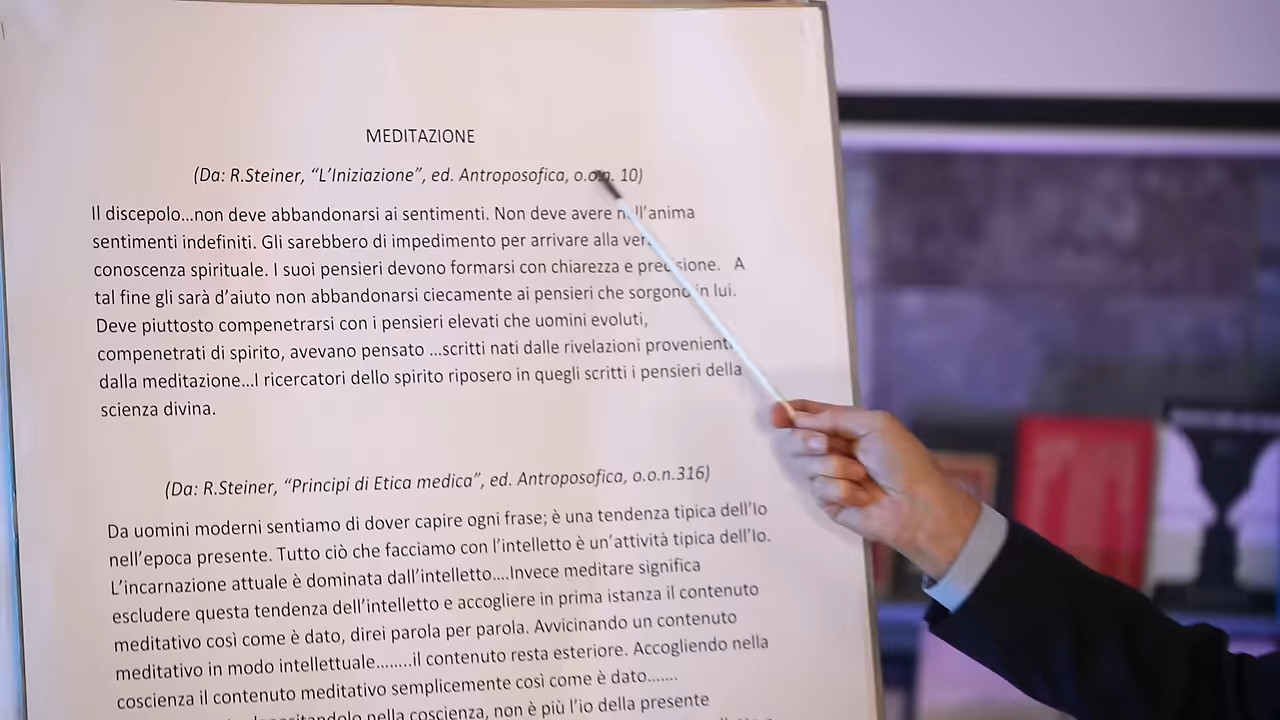 MEDITAZIONE
(Da: R.Steiner, “L’Iniziazione”, ed. Antroposofica, 10)
Il discepolo...non deve abbandonarsi ai sentimenti. Non deve avere nell’anima
sentimenti indefiniti. Gli sarebbero di impedimento per arrivare alla
conoscenza spirituale. I suoi pensieri devono formarsi con chiarezza e precisione. A
tal fine gli sarà d’aiuto non abbandonarsi ciecamente ai pensieri che sorgono in lui.
Deve piuttosto compenetrarsi con i pensieri elevati che uomini evoluti,
compenetrati di spirito, avevano pensato ...scritti nati dalle rivelazioni provenienti
dalla meditazione...I ricercatori dello spirito riposero in quegli scritti i pensieri della
scienza divina.
(Da: R.Steiner, “Principi di Etica medica”, ed. Antroposofica, o.o.n.316)
Da uomini moderni sentiamo di dover capire ogni frase; è una tendenza tipica dell’Io
nell’epoca presente. Tutto ciò che facciamo con l’intelletto è un’attività tipica dell’Io.
L’incarnazione attuale è dominata dall’intelletto....Invece meditare significa
escludere questa tendenza dell’intelletto e accogliere in prima istanza il contenuto
meditativo così come è dato, direi parola per parola. Avvicinando un contenuto
meditativo in modo intellettuale........il contenuto resta esteriore. Accogliendo nella
coscienza il contenuto meditativo semplicemente così come è dato.......
nella coscienza, non è più l’io della presente